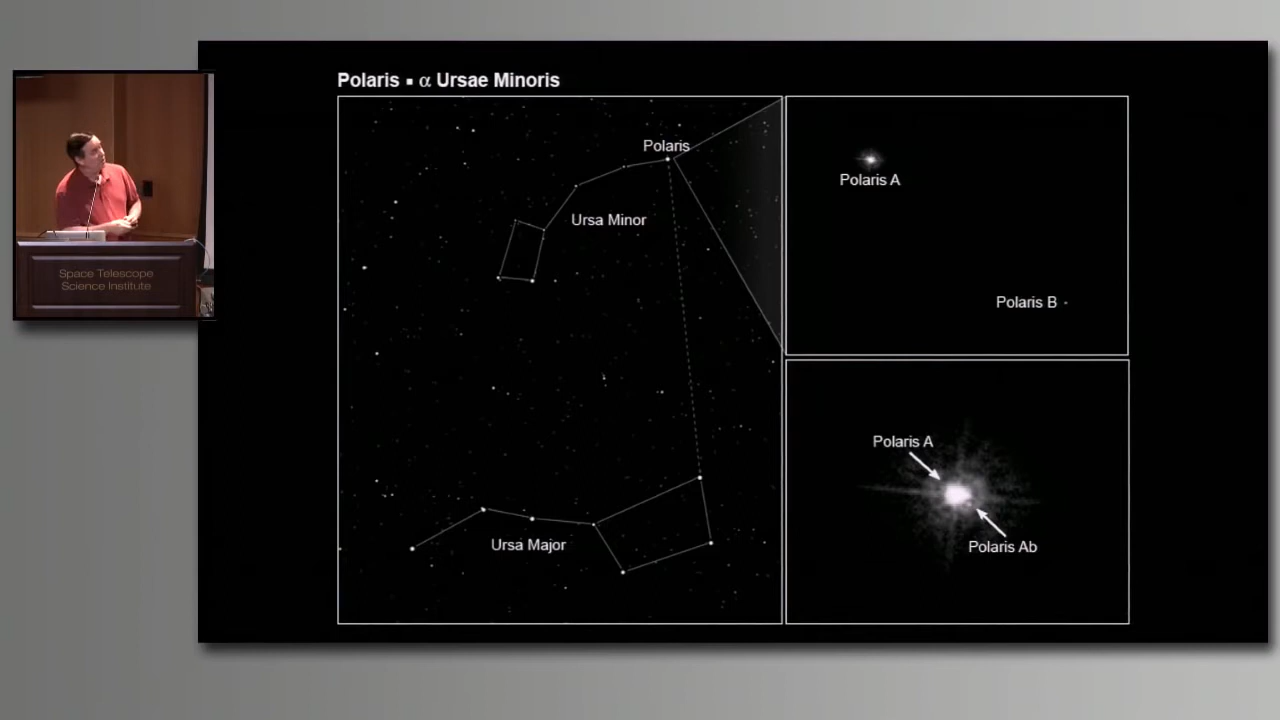 Polaris ▪ α Ursae Minoris
Polaris
Ursa Minor
Ursa Major
Polaris A
Polaris B
Polaris A
Polaris Ab
Space Telescope
Science Institute